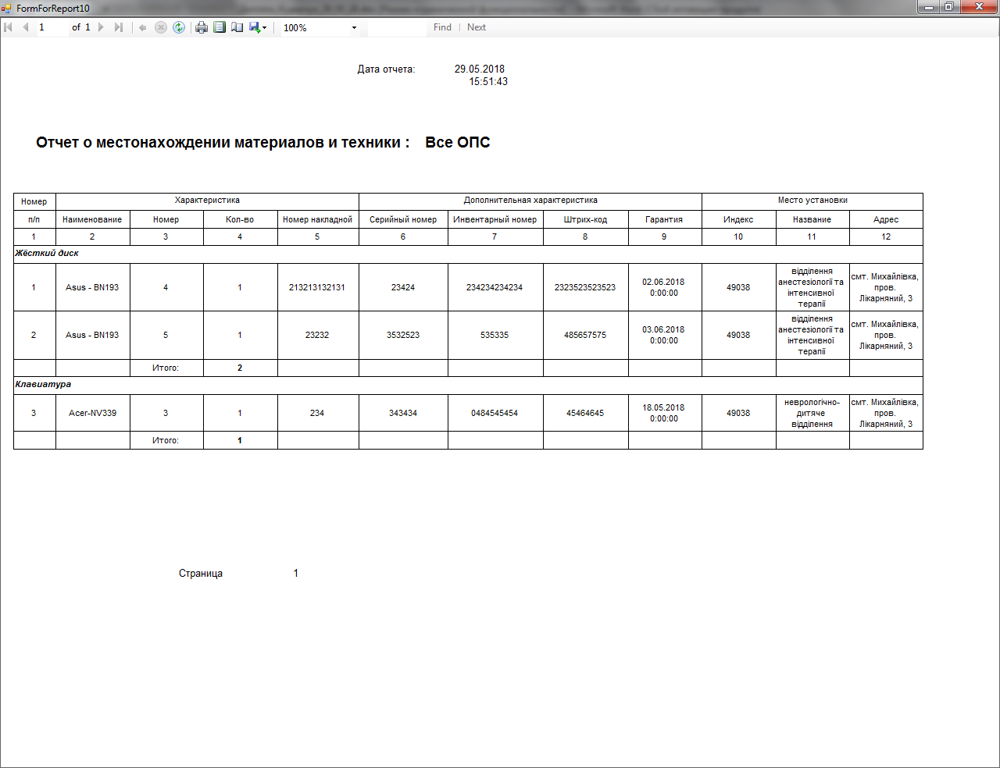 FormForReport10
1 of 1 100% Find | Next
Дата отчета: 29.05.2018
15:51:43
Отчет о местонахождении материалов и техники : Все ОПС
Номер Характеристика Дополнительная характеристика Место установки
п/п Наименование Номер Кол-во Номер накладной Серийный номер Инвентарный номер Штрих-код Гарантия Индекс Название Адрес
1 2 3 4 5 6 7 8 9 10 11 12
Жёсткий диск
1 Asus - BN193 4 1 213213132131 23424 234234234234 2323523523523 02.06.2018 0:00:00 49038 відділення анестезіології та інтенсивної терапії смт. Михайлівка, пров. Лікарняний, 3
2 Asus - BN193 5 1 23232 3532523 535335 485657575 03.06.2018 0:00:00 49038 відділення анестезіології та інтенсивної терапії смт. Михайлівка, пров. Лікарняний, 3
Итого: 2
Клавиатура
3 Acer-NV339 3 1 234 343434 0484545454 45464645 18.05.2018 0:00:00 49038 неврологічно-дитяче відділення смт. Михайлівка, пров. Лікарняний, 3
Итого: 1
Страница 1